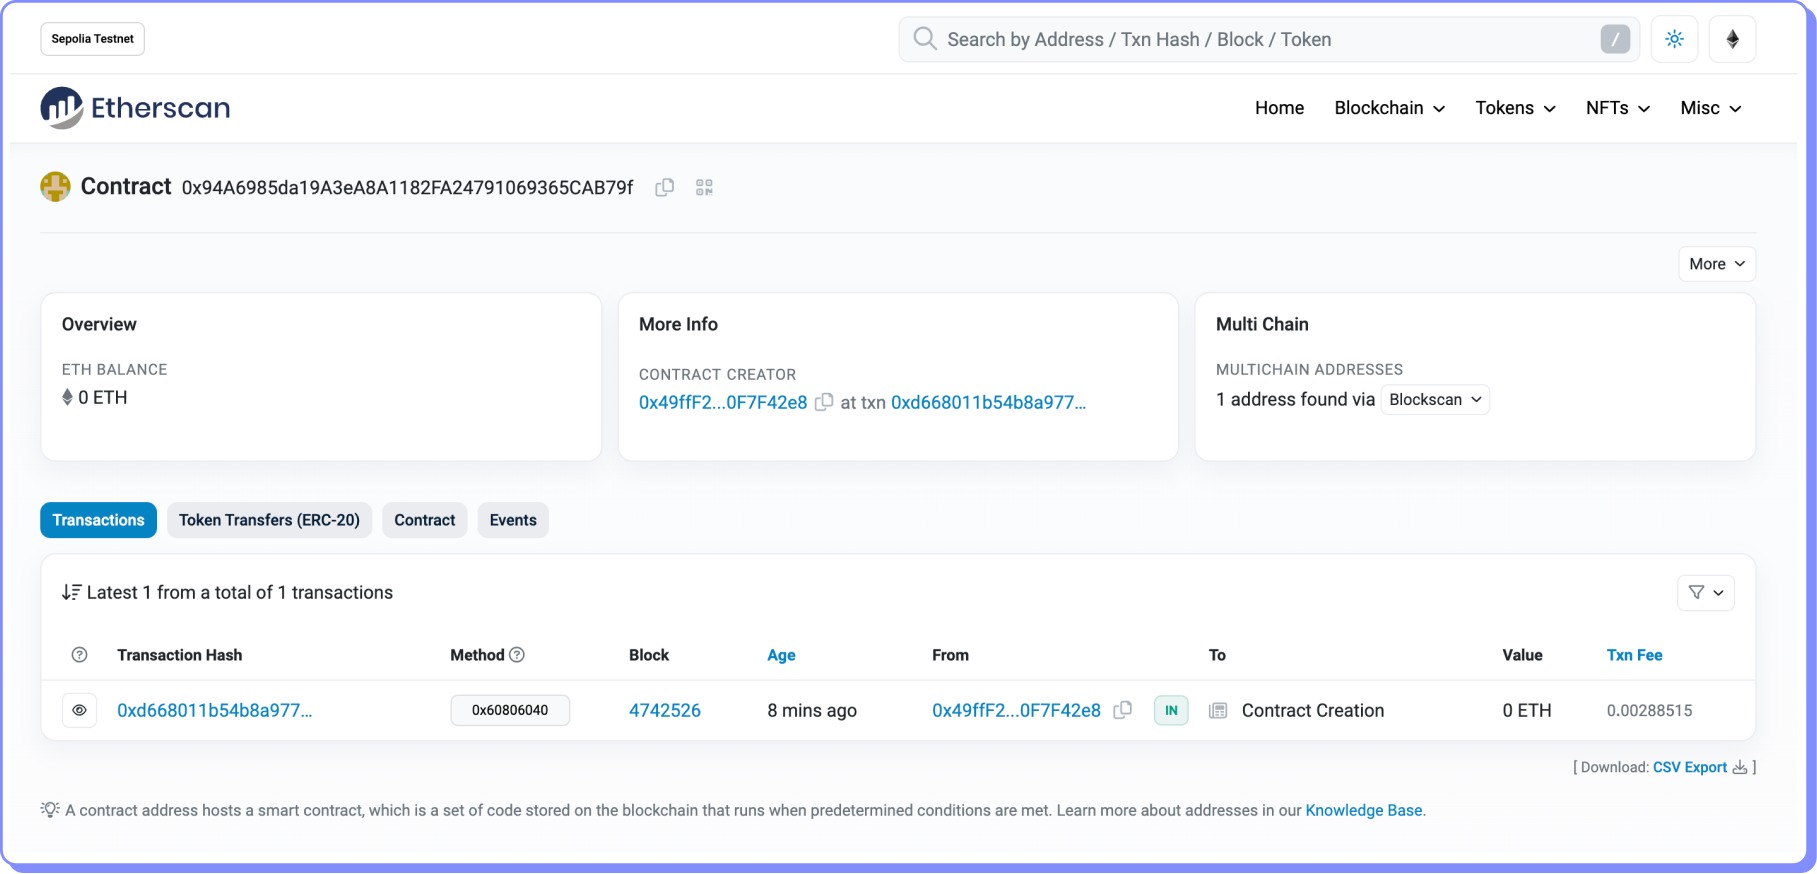 Sepolia Testnet
Search by Address / Txn Hash / Block / Token /
Etherscan
Home Blockchain Tokens NFTs Misc
Contract 0x94A6985da19A3eA8A1182FA24791069365CAB79f
More
Overview
ETH BALANCE
0 ETH
More Info
CONTRACT CREATOR
0x49ffF2...0F7F42e8 at txn 0xd668011b54b8a977...
Multi Chain
MULTICHAIN ADDRESSES
1 address found via Blockscan
Transactions Token Transfers (ERC-20) Contract Events
Latest 1 from a total of 1 transactions
Transaction Hash Method Block Age From To Value Txn Fee
0xd668011b54b8a977... 0x60806040 4742526 8 mins ago 0x49ffF2...0F7F42e8 IN Contract Creation 0 ETH 0.00288515
[ Download: CSV Export ]
A contract address hosts a smart contract, which is a set of code stored on the blockchain that runs when predetermined conditions are met. Learn more about addresses in our Knowledge Base.